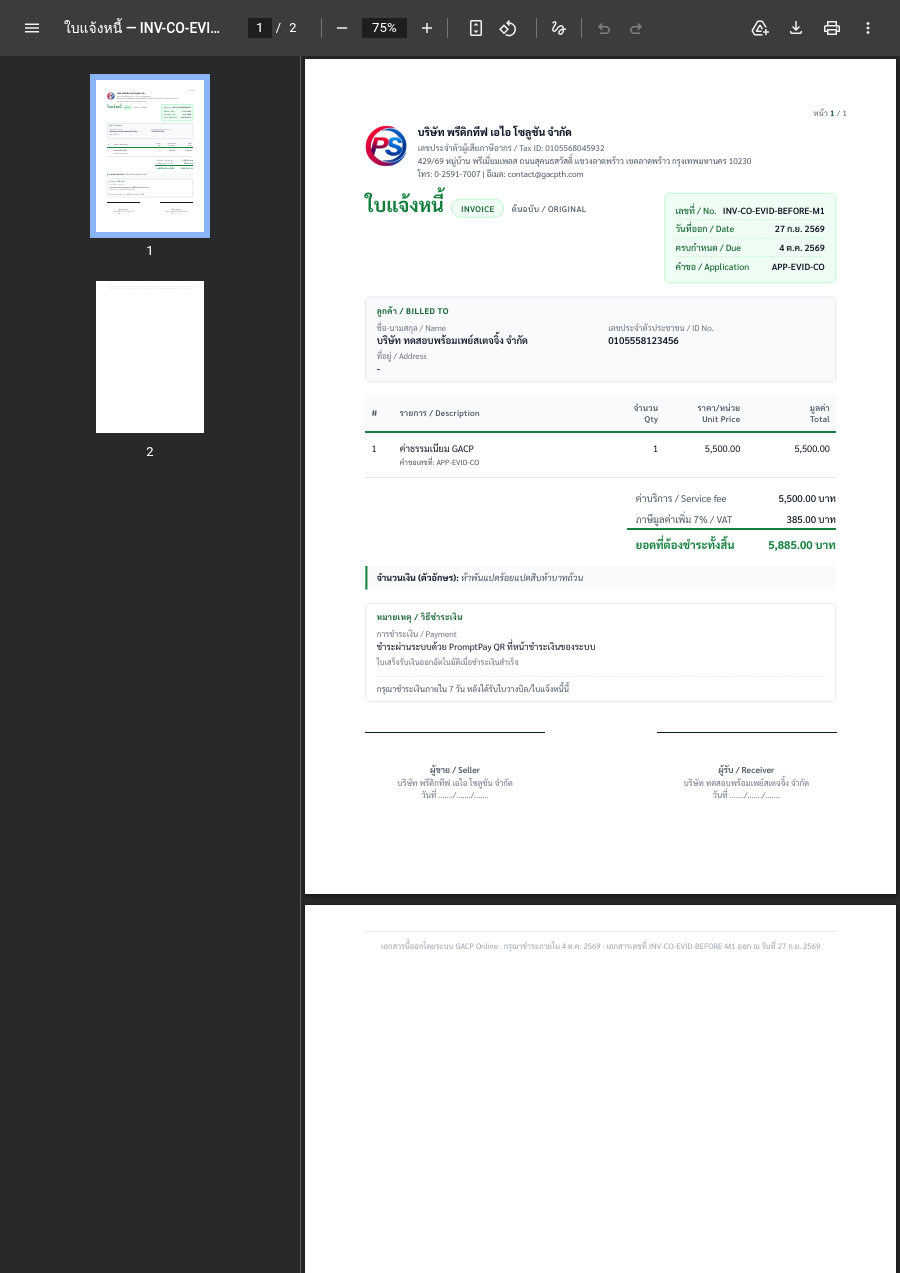 ใบแจ้งหนี้ — INV-CO-EVI...
1 / 2
75%
1
2
หน้า 1 / 1
PS
บริษัท พรีดิกทีฟ เอไอ โซลูชัน จำกัด
เลขประจำตัวผู้เสียภาษีอากร / Tax ID: 0105568045932
429/69 หมู่บ้าน พรีเมี่ยมเพลส ถนนสุคนธสวัสดิ์ แขวงลาดพร้าว เขตลาดพร้าว กรุงเทพมหานคร 10230
โทร: 0-2591-7007 | อีเมล: contact@gacpth.com
ใบแจ้งหนี้ INVOICE ต้นฉบับ / ORIGINAL
เลขที่ / No. INV-CO-EVID-BEFORE-M1
วันที่ออก / Date 27 ก.ย. 2569
ครบกำหนด / Due 4 ต.ค. 2569
คำขอ / Application APP-EVID-CO
ลูกค้า / BILLED TO
ชื่อ-นามสกุล / Name เลขประจำตัวประชาชน / ID No.
บริษัท ทดสอบพร้อมเพย์สเตจจิ้ง จำกัด 0105558123456
ที่อยู่ / Address
-
# รายการ / Description จำนวน Qty ราคา/หน่วย Unit Price มูลค่า Total
1 ค่าธรรมเนียม GACP 1 5,500.00 5,500.00
คำขอเลขที่: APP-EVID-CO
ค่าบริการ / Service fee 5,500.00 บาท
ภาษีมูลค่าเพิ่ม 7% / VAT 385.00 บาท
ยอดที่ต้องชำระทั้งสิ้น 5,885.00 บาท
จำนวนเงิน (ตัวอักษร): ห้าพันแปดร้อยแปดสิบห้าบาทถ้วน
หมายเหตุ / วิธีชำระเงิน
การชำระเงิน / Payment
ชำระผ่านระบบด้วย PromptPay QR ที่หน้าชำระเงินของระบบ
ใบเสร็จรับเงินออกอัตโนมัติเมื่อชำระเงินสำเร็จ
กรุณาชำระเงินภายใน 7 วัน หลังได้รับใบวางบิล/ใบแจ้งหนี้นี้
ผู้ขาย / Seller ผู้รับ / Receiver
บริษัท พรีดิกทีฟ เอไอ โซลูชัน จำกัด บริษัท ทดสอบพร้อมเพย์สเตจจิ้ง จำกัด
วันที่ ......./......./....... วันที่ ......./......./.......
เอกสารนี้ออกโดยระบบ GACP Online · กรุณาชำระภายใน 4 ต.ค. 2569 · เอกสารเลขที่ INV-CO-EVID-BEFORE-M1 ออก ณ วันที่ 27 ก.ย. 2569